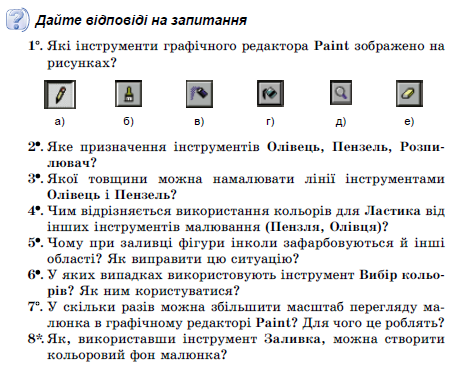 Дайте відповіді на запитання
1°. Які інструменти графічного редактора Paint зображено на
рисунках?
а) б) в) г) д) е)
2•. Яке призначення інструментів Олівець, Пензель, Розпи-
лювач?
3•. Якої товщини можна намалювати лінії інструментами
Олівець і Пензель?
4•. Чим відрізняється використання кольорів для Ластика від
інших інструментів малювання (Пензля, Олівця)?
5•. Чому при заливці фігури інколи зафарбовуються й інші
області? Як виправити цю ситуацію?
6•. У яких випадках використовують інструмент Вибір кольо-
рів? Як ним користуватися?
7°. У скільки разів можна збільшити масштаб перегляду ма-
люнка в графічному редакторі Paint? Для чого це роблять?
8*. Як, використавши інструмент Заливка, можна створити
кольоровий фон малюнка?